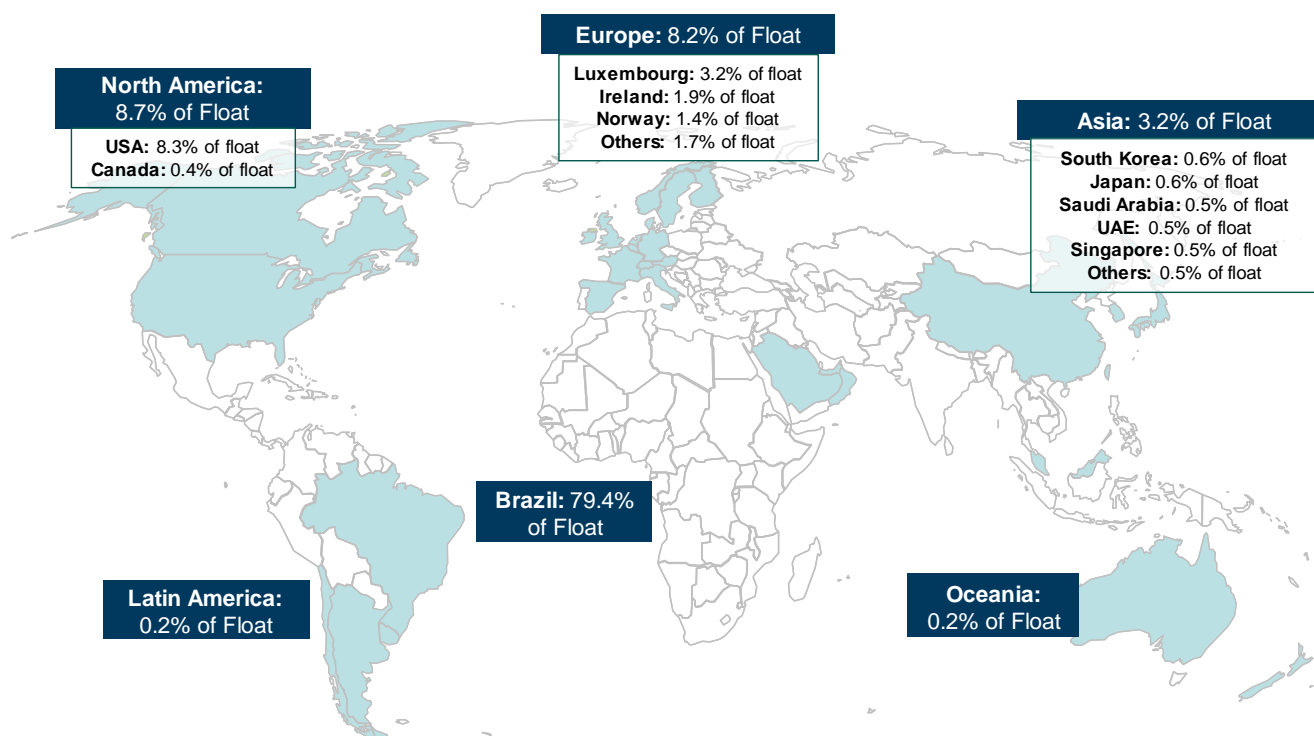 North America:
8.7% of Float
USA: 8.3% of float
Canada: 0.4% of float
Europe: 8.2% of Float
Luxembourg: 3.2% of float
Ireland: 1.9% of float
Norway: 1.4% of float
Others: 1.7% of float
Asia: 3.2% of Float
South Korea: 0.6% of float
Japan: 0.6% of float
Saudi Arabia: 0.5% of float
UAE: 0.5% of float
Singapore: 0.5% of float
Others: 0.5% of float
Brazil: 79.4%
of Float
Latin America:
0.2% of Float
Oceania:
0.2% of Float